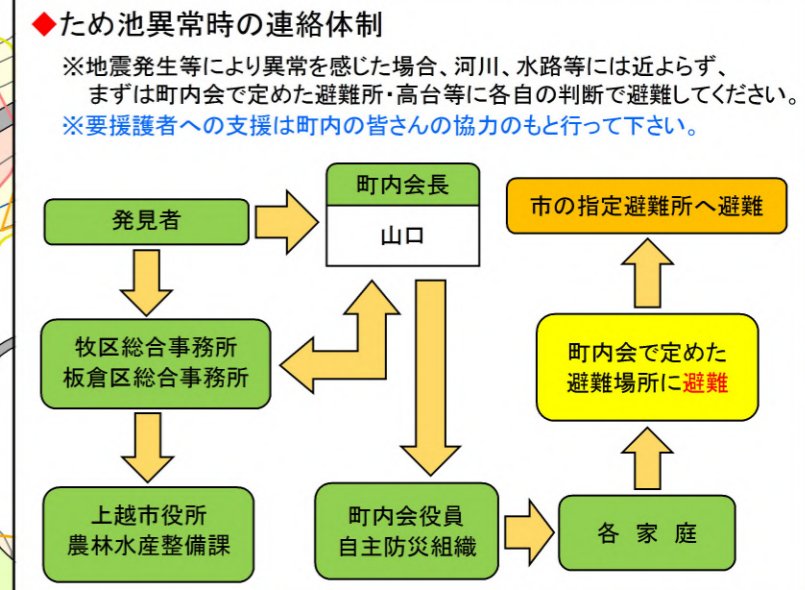 ◆ため池異常時の連絡体制
※地震発生等により異常を感じた場合、河川、水路等には近よらず、
まずは町内会で定めた避難所・高台等に各自の判断で避難してください。
※要援護者への支援は町内の皆さんの協力のもと行って下さい。
発見者
町内会長
山口
市の指定避難所へ避難
牧区総合事務所
板倉区総合事務所
町内会で定めた
避難場所に避難
上越市役所
農林水産整備課
町内会役員
自主防災組織
各 家 庭